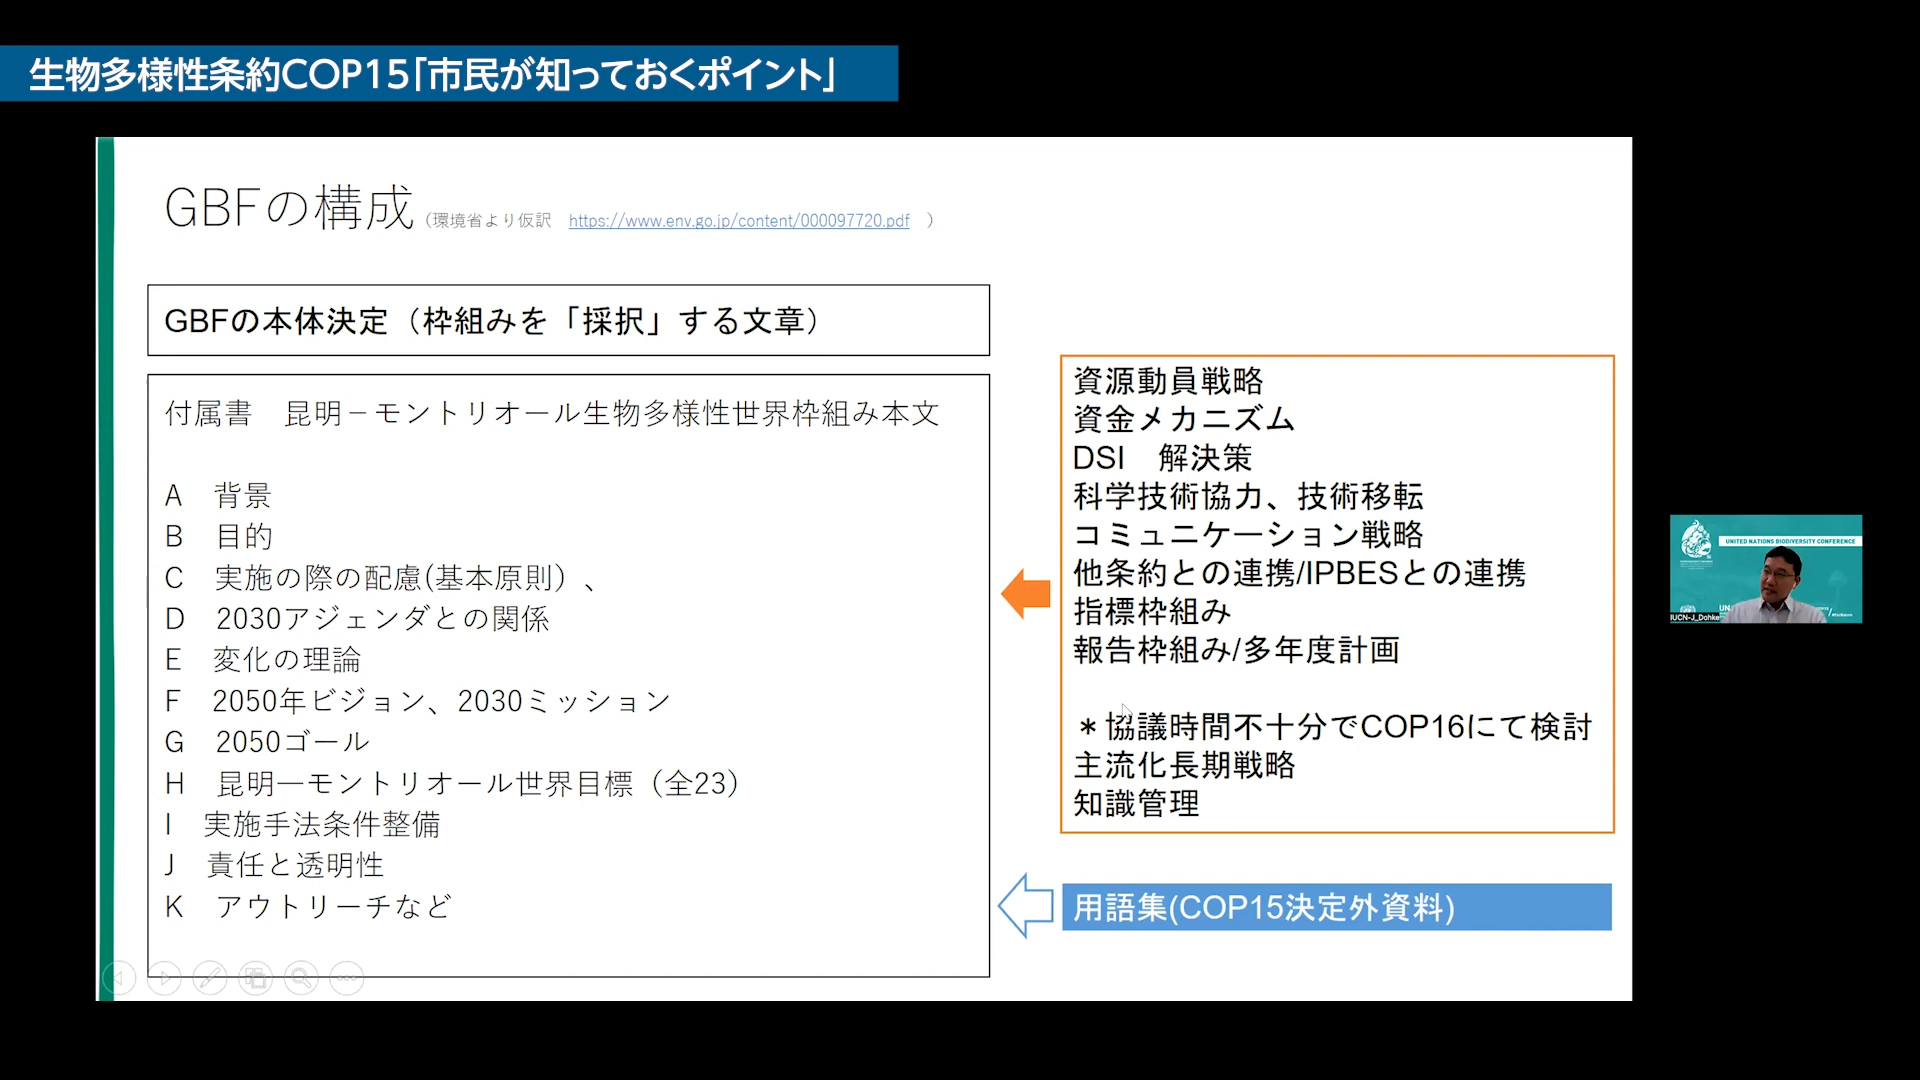 生物多様性条約COP15「市民が知っておくポイント」
GBFの構成（環境省より仮訳　https://www.env.go.jp/content/000097720.pdf　）
GBFの本体決定（枠組みを「採択」する文章）
付属書　昆明－モントリオール生物多様性世界枠組み本文
A　背景
B　目的
C　実施の際の配慮(基本原則）、
D　2030アジェンダとの関係
E　変化の理論
F　2050年ビジョン、2030ミッション
G　2050ゴール
H　昆明―モントリオール世界目標（全23）
I　実施手法条件整備
J　責任と透明性
K　アウトリーチなど
資源動員戦略
資金メカニズム
DSI　解決策
科学技術協力、技術移転
コミュニケーション戦略
他条約との連携/IPBESとの連携
指標枠組み
報告枠組み/多年度計画
＊協議時間不十分でCOP16にて検討
主流化長期戦略
知識管理
用語集(COP15決定外資料)
UNITED NATIONS BIODIVERSITY CONFERENCE
UN
IUCN-J_Dohke